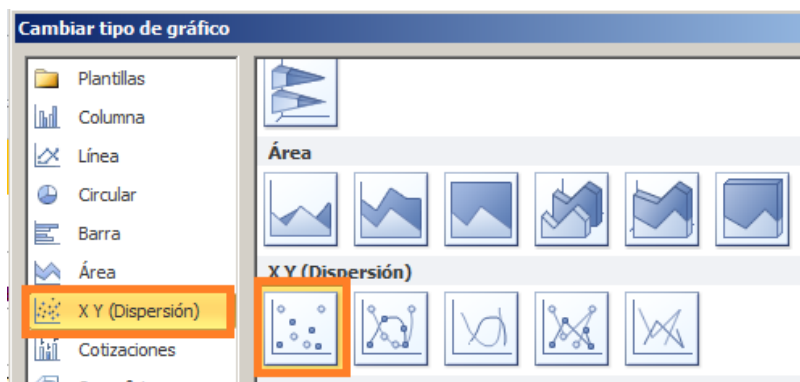 Cambiar tipo de gráfico
Plantillas
Columna
Línea
Circular
Barra
Área
X Y (Dispersión)
Cotizaciones
Área
X Y (Dispersión)